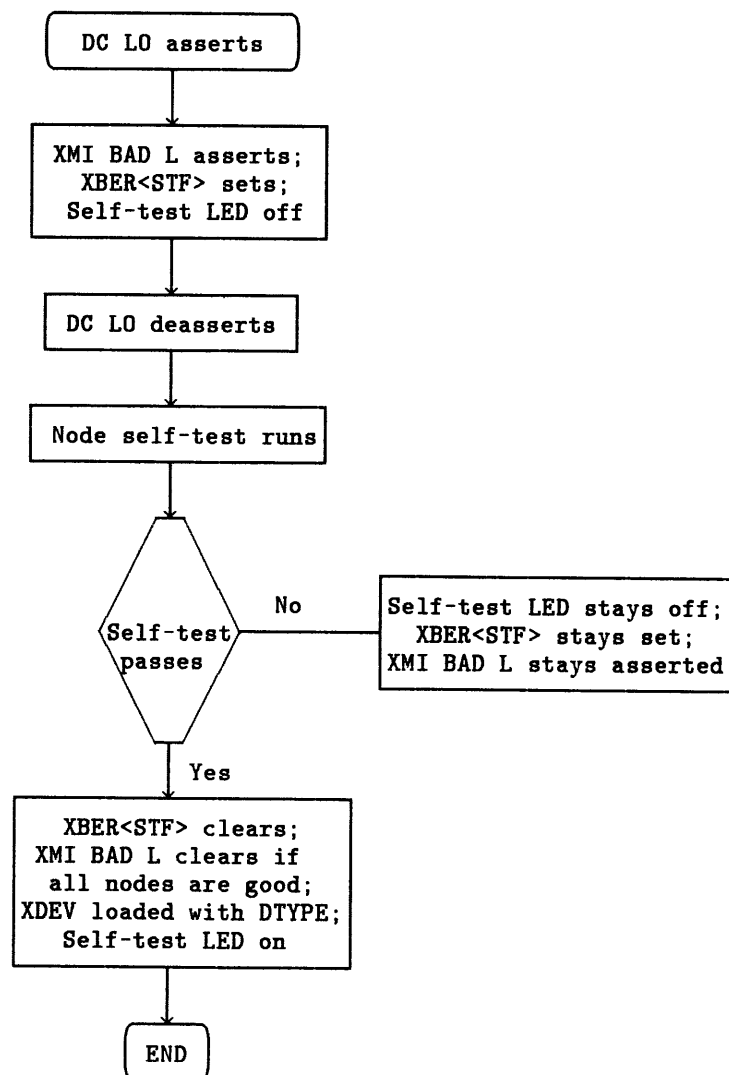 DC LO asserts
XMI BAD L asserts;
XBER<STF> sets;
Self-test LED off
DC LO deasserts
Node self-test runs
Self-test
passes
No
Self-test LED stays off;
XBER<STF> stays set;
XMI BAD L stays asserted
Yes
XBER<STF> clears;
XMI BAD L clears if
all nodes are good;
XDEV loaded with DTYPE;
Self-test LED on
END